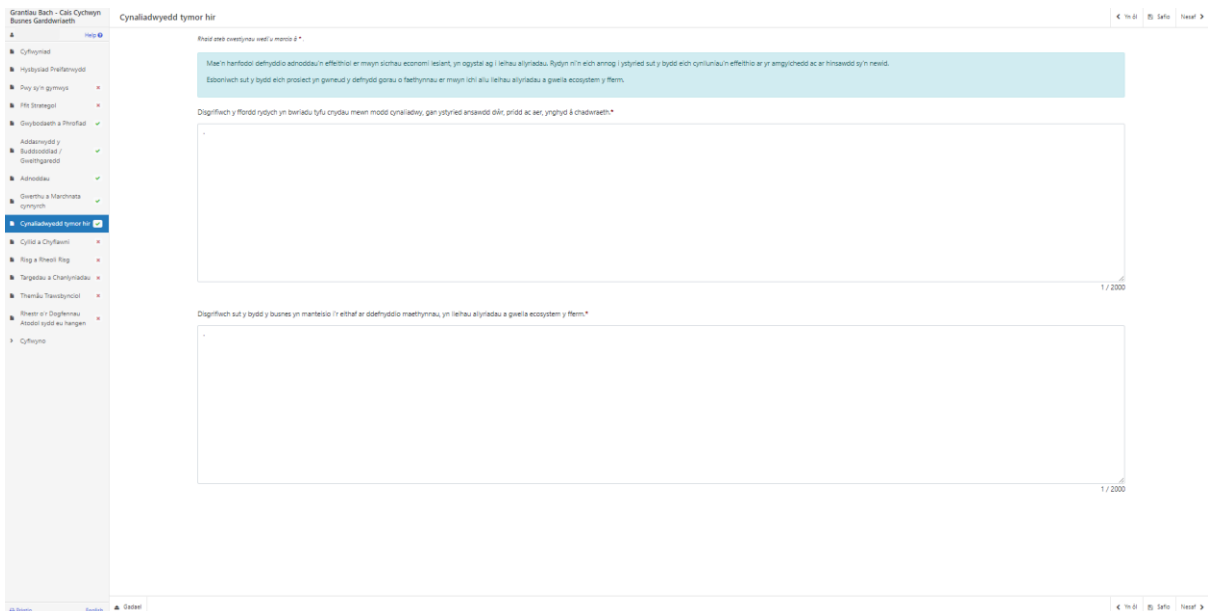 Grantiau Bach - Cais Cychwyn
Busnes Garddwriaeth
Help
Cyflwyniad
Hysbysiad Preifatrwydd
Pwy sy'n gymwys
Ffit Strategol
Gwybodaeth a Phrofiad
Addasrwydd y
Buddsoddiad /
Gweithgaredd
Adnoddau
Gwerthu a Marchnata
cynnyrch
Cynaliadwyedd tymor hir
Cyllid a Chyflawni
Risg a Rheoli Risg
Targedau a Chanlyniadau
Themâu Trawsbynciol
Rhestr o'r Dogfennau
Atodol sydd eu hangen
Cyflwyno
Cynaliadwyedd tymor hir
Yn ôl Safio Nesaf
Rhaid ateb cwestiynau wedi'u marcio â * .
Mae'n hanfodol defnyddio adnoddau'n effeithiol er mwyn sicrhau economi lesiant, yn ogystal ag i leihau allyriadau. Rydyn ni'n eich annog i ystyried sut y bydd eich cynlluniau'n effeithio ar yr amgylchedd ac ar hinsawdd sy'n newid.
Esboniwch sut y bydd eich prosiect yn gwneud y defnydd gorau o faethynnau er mwyn ichi allu lleihau allyriadau a gwella ecosystem y fferm.
Disgrifiwch y ffordd rydych yn bwriadu tyfu cnydau mewn modd cynaliadwy, gan ystyried ansawdd dŵr, pridd ac aer, ynghyd â chadwraeth.*
.
1 / 2000
Disgrifiwch sut y bydd y busnes yn manteisio i'r eithaf ar ddefnyddio maethynnau, yn lleihau allyriadau a gwella ecosystem y fferm.*
.
1 / 2000
Gadael
Yn ôl Safio Nesaf